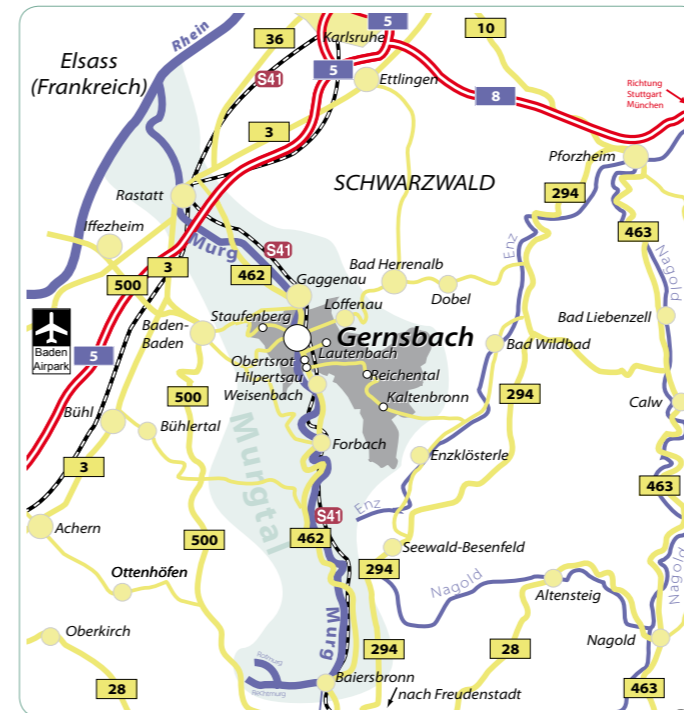 36
Karlsruhe
5
10
Rhein
Elsass
(Frankreich)
S41
5
Ettlingen
8
Richtung
Stuttgart
München
3
Pforzheim
SCHWARZWALD
294
Rastatt
463
Iffezheim
Murg
S41
Enz
Nagold
3
500
462
Gaggenau
Bad Herrenalb
Dobel
Staufenberg
Loffenau
Bad Liebenzell
Baden
Airpark
Baden-
Baden
Gernsbach
5
Obertsrot
Lautenbach
Bad Wildbad
Hilpertsau
Reichental
Weisenbach
500
294
Calw
Kaltenbronn
Bühl
Bühlertal
Murgtal
Forbach
Enzklösterle
3
463
Enz
S41
Achern
500
462
Seewald-Besenfeld
294
Ottenhöfen
Nagold
Altensteig
Nagold
Murg
Oberkirch
294
28
Nagold
Rotmurg
28
Baiersbronn
463
Rechtmurg
nach Freudenstadt